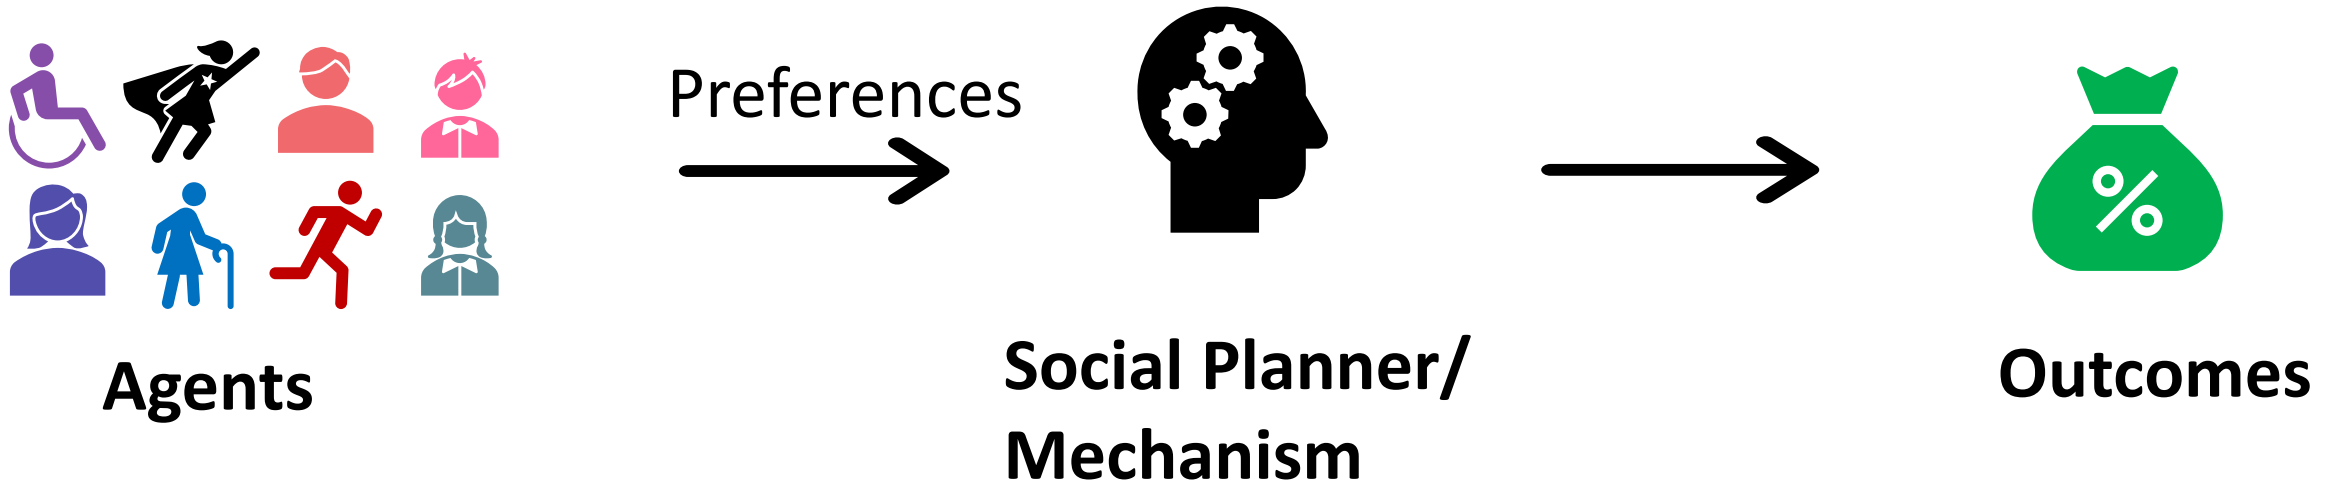 Preferences
Agents
Social Planner/
Mechanism
Outcomes
%